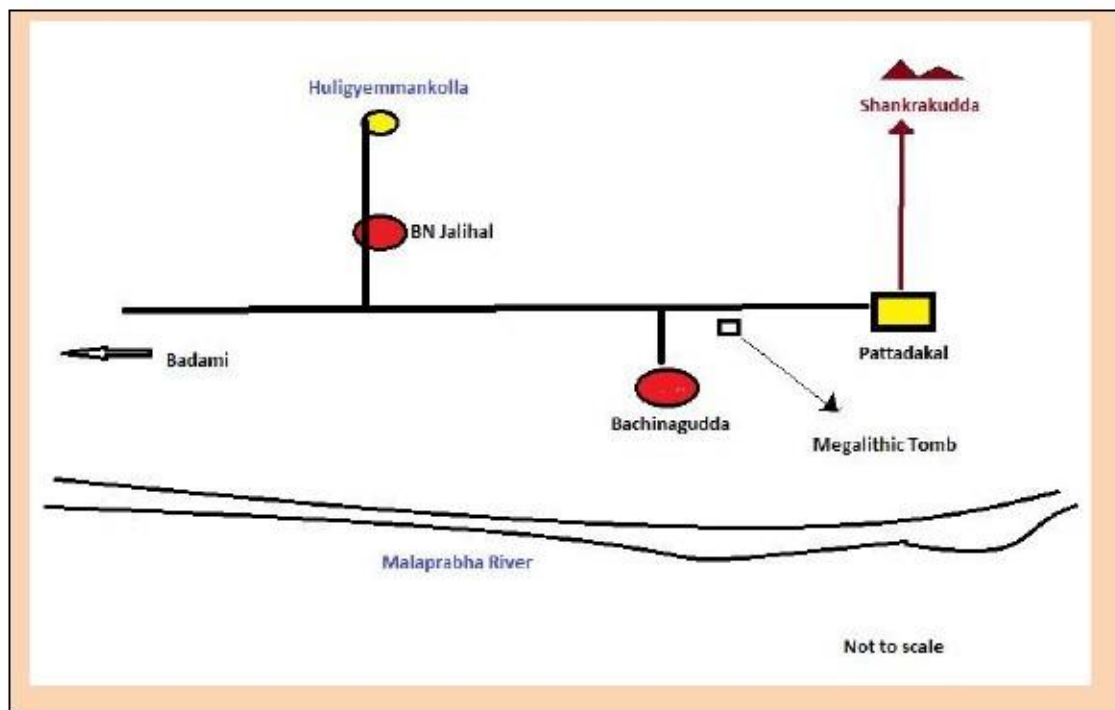 Huligyemmankolla
Shankrakudda
BN Jalihal
Badami
Pattadakal
Bachinagudda
Megalithic Tomb
Malaprabha River
Not to scale